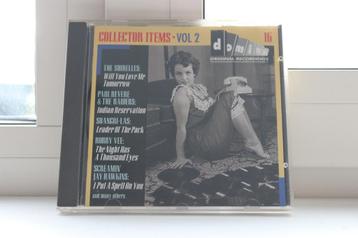 COLLECTOR ITEMS - VOL 2
16
domino
ORIGINAL RECORDINGS
THE SHIRELLES:
Will You Love Me
Tomorrow
PAUL REVERE
& THE RAIDERS:
Indian Reservation
SHANGRI-LAS:
Leader Of The Pack
BOBBY VEE:
The Night Has
A Thousand Eyes
SCREAMIN'
JAY HAWKINS:
I Put A Spell On You
and many others